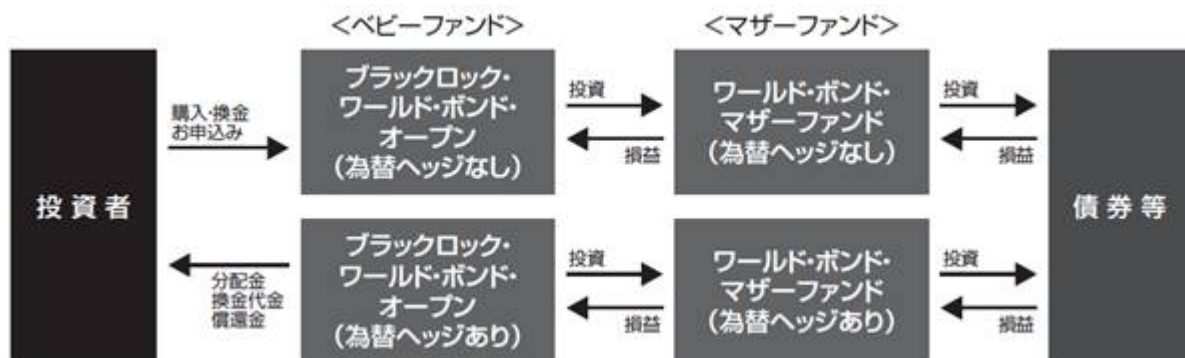 ＜ベビーファンド＞
＜マザーファンド＞
投資者
購入・換金
お申込み
ブラックロック・
ワールド・ボンド・
オープン
（為替ヘッジなし）
投資
損益
ワールド・ボンド・
マザーファンド
（為替ヘッジなし）
投資
損益
債券等
分配金
換金代金
償還金
ブラックロック・
ワールド・ボンド・
オープン
（為替ヘッジあり）
投資
損益
ワールド・ボンド・
マザーファンド
（為替ヘッジあり）
投資
損益